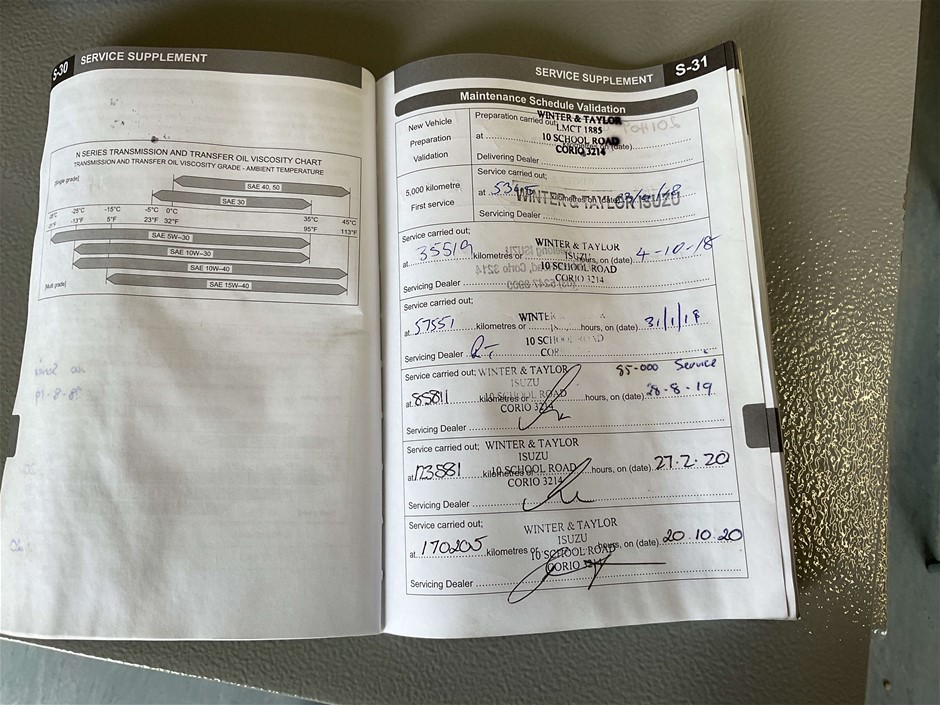 S-30 SERVICE SUPPLEMENT
N SERIES TRANSMISSION AND TRANSFER OIL VISCOSITY CHART
TRANSMISSION AND TRANSFER OIL VISCOSITY GRADE - AMBIENT TEMPERATURE
[Single grade]
SAE 40, 50
SAE 30
-25°C -15°C -5°C 0°C 35°C 45°C
-13°F 5°F 23°F 32°F 95°F 113°F
SAE 5W–30
SAE 10W–30
SAE 10W–40
SAE 15W–40
[Multi grade]
SERVICE SUPPLEMENT S-31
Maintenance Schedule Validation
New Vehicle
Preparation
Validation
Preparation carried out;
WINTER & TAYLOR
LMCT 1885
at 10 SCHOOL ROAD (date)
CORIO 3214
Delivering Dealer
5,000 kilometre
First service
Service carried out;
at kilometres on (date)
WINTER & TAYLOR ISUZU
Servicing Dealer
Service carried out;
WINTER & TAYLOR
ISUZU
at 35519 kilometres or hours, on (date) 4-10-18
10 SCHOOL ROAD
CORIO 3214
Servicing Dealer
Service carried out;
WINTE
at 57551 kilometres or hours, on (date) 31/1/19
10 SCHO ROAD
COR
Servicing Dealer
Service carried out; WINTER & TAYLOR 85-000 Service
ISUZU
at 85811 kilometres or hours, on (date) 28-8-19
10 SCHOOL ROAD
CORIO 3214
Servicing Dealer
Service carried out; WINTER & TAYLOR
ISUZU
at 123881 kilometres or hours, on (date) 27.2.20
10 SCHOOL ROAD
CORIO 3214
Servicing Dealer
Service carried out;
WINTER & TAYLOR
ISUZU
at 170205 kilometres or hours, on (date) 20.10.20
10 SCHOOL ROAD
CORIO 3214
Servicing Dealer